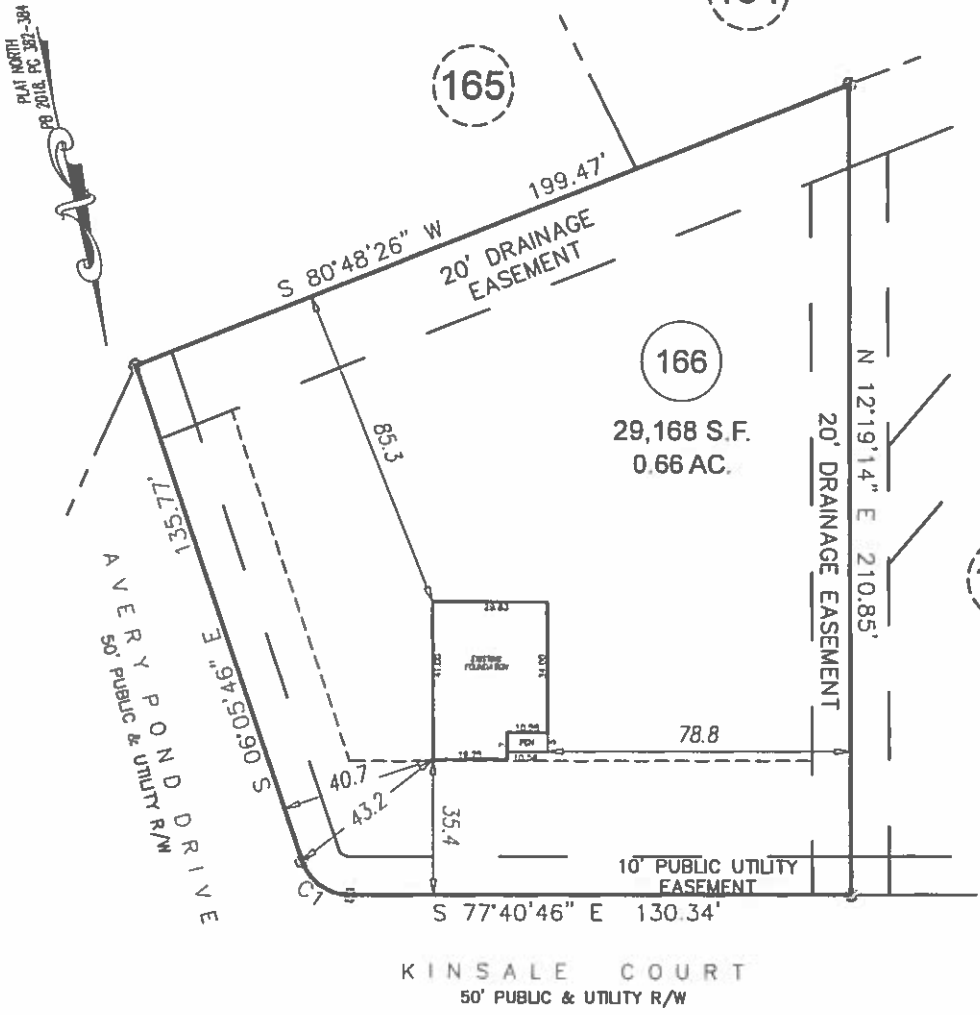 PLAT NORTH
PB 2018, PC 382-384
165
S 80°48'26" W 199.47'
20' DRAINAGE
EASEMENT
166
29,168 S.F.
0.66 AC.
N 12°19'14" E 210.85'
20' DRAINAGE EASEMENT
85.3
135.77'
S 06°05'46" E
AVERY POND DRIVE
50' PUBLIC & UTILITY R/W
EXISTING
FOUNDATION
78.8
40.7
43.2
35.4
10' PUBLIC UTILITY
EASEMENT
C1
S 77°40'46" E 130.34'
KINSALE COURT
50' PUBLIC & UTILITY R/W